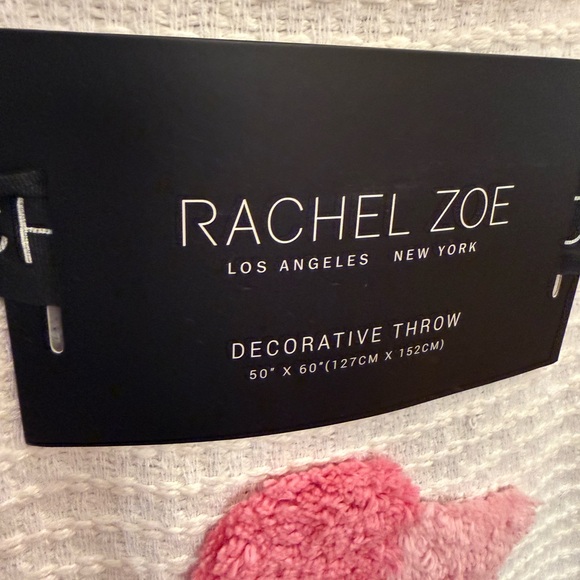 RACHEL ZOE
LOS ANGELES NEW YORK
DECORATIVE THROW
50" X 60"(127CM X 152CM)